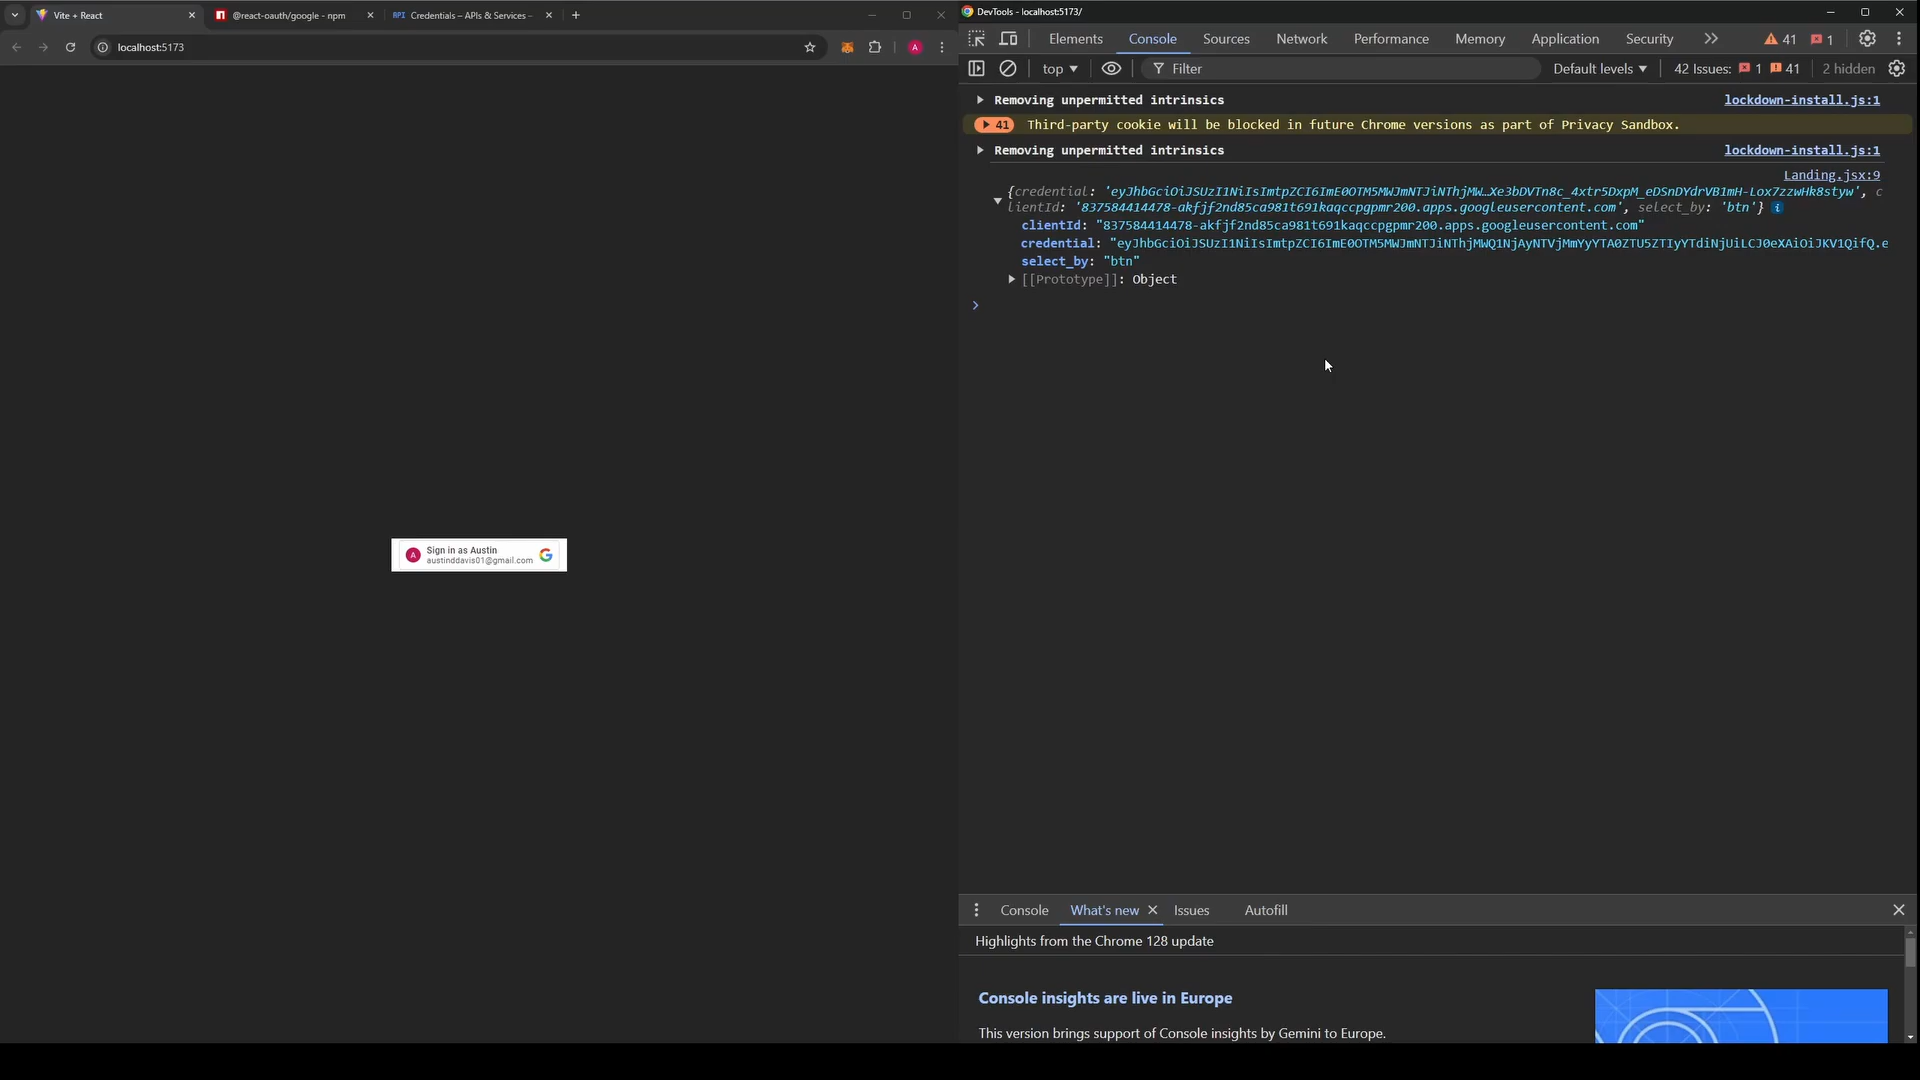 Vite + React
@react-oauth/google - npm
RPI Credentials – APIs & Services –
DevTools - localhost:5173/
localhost:5173
A
Elements Console Sources Network Performance Memory Application Security 41 1
top Filter Default levels 42 Issues: 1 41 2 hidden
Removing unpermitted intrinsics lockdown-install.js:1
41 Third-party cookie will be blocked in future Chrome versions as part of Privacy Sandbox.
Removing unpermitted intrinsics lockdown-install.js:1
Landing.jsx:9
{credential: 'eyJhbGciOiJSUzI1NiIsImtpZCI6ImE0OTM5MWJmNTJiNThjMW…Xe3bDVTn8c_4xtr5DxpM_eDSnDYdrVB1mH-Lox7zzwHk8styw', c
lientId: '837584414478-akfjf2nd85ca981t691kaqccpgpmr200.apps.googleusercontent.com', select_by: 'btn'} i
clientId: "837584414478-akfjf2nd85ca981t691kaqccpgpmr200.apps.googleusercontent.com"
credential: "eyJhbGciOiJSUzI1NiIsImtpZCI6ImE0OTM5MWJmNTJiNThjMWQ1NjAyNTVjMmYyYTA0ZTU5ZTIyYTdiNjUiLCJ0eXAiOiJKV1QifQ.e
select_by: "btn"
[[Prototype]]: Object
A Sign in as Austin
austinddavis01@gmail.com
Console What's new Issues Autofill
Highlights from the Chrome 128 update
Console insights are live in Europe
This version brings support of Console insights by Gemini to Europe.